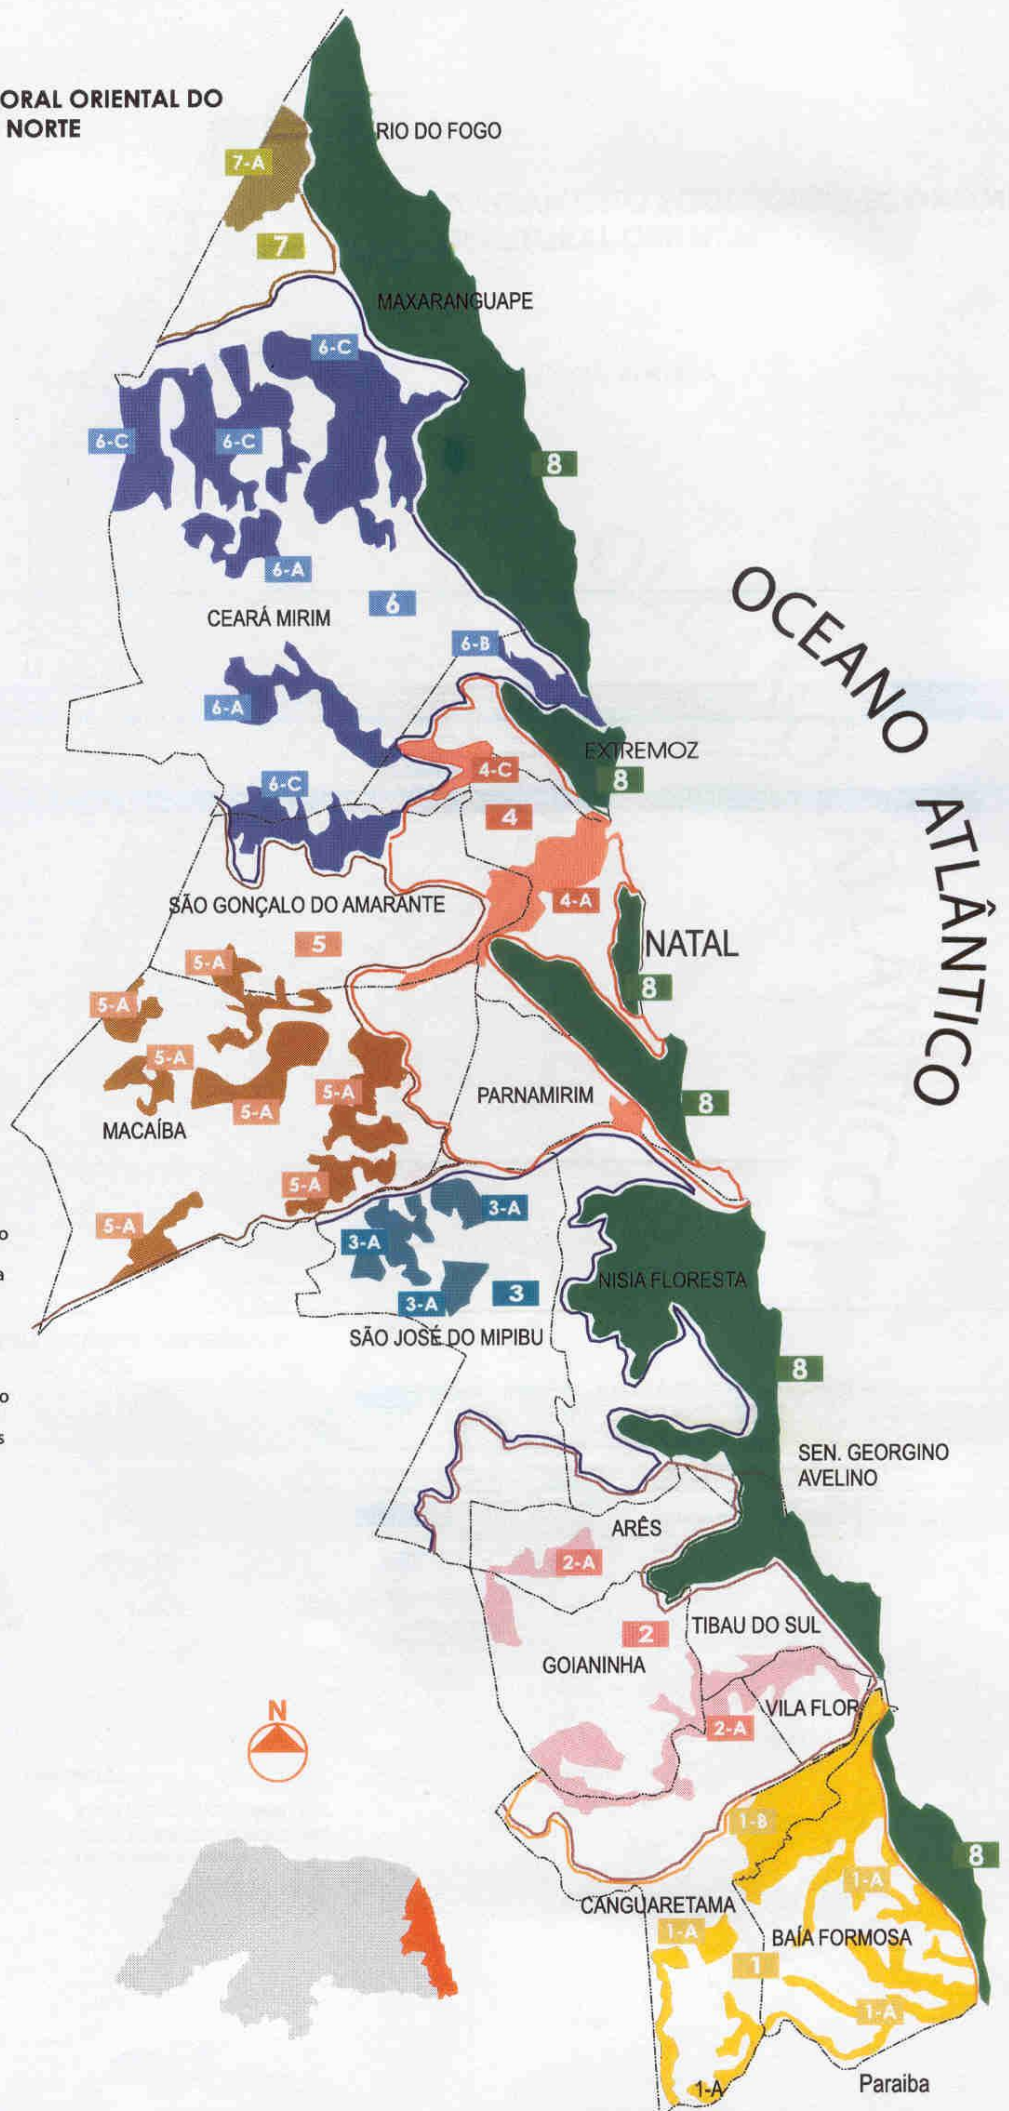 ORAL ORIENTAL DO
NORTE
RIO DO FOGO
7-A
7
MAXARANGUAPE
6-C
6-C
6-C
8
6-A
6
CEARÁ MIRIM
OCEANO
ATLÂNTICO
6-B
6-A
EXTREMOZ
4-C
8
6-C
4
4-A
SÃO GONÇALO DO AMARANTE
5
NATAL
5-A
8
5-A
5-A
5-A
5-A
PARNAMIRIM
8
MACAÍBA
5-A
3-A
5-A
3-A
o
a
NISIA FLORESTA
3-A
3
SÃO JOSÉ DO MIPIBU
8
o
s
SEN. GEORGINO
AVELINO
ARÊS
2-A
2
TIBAU DO SUL
GOIANINHA
VILA FLOR
2-A
N
1-B
8
1-A
CANGUARETAMA
1-A
BAÍA FORMOSA
1
1-A
Paraiba
1-A